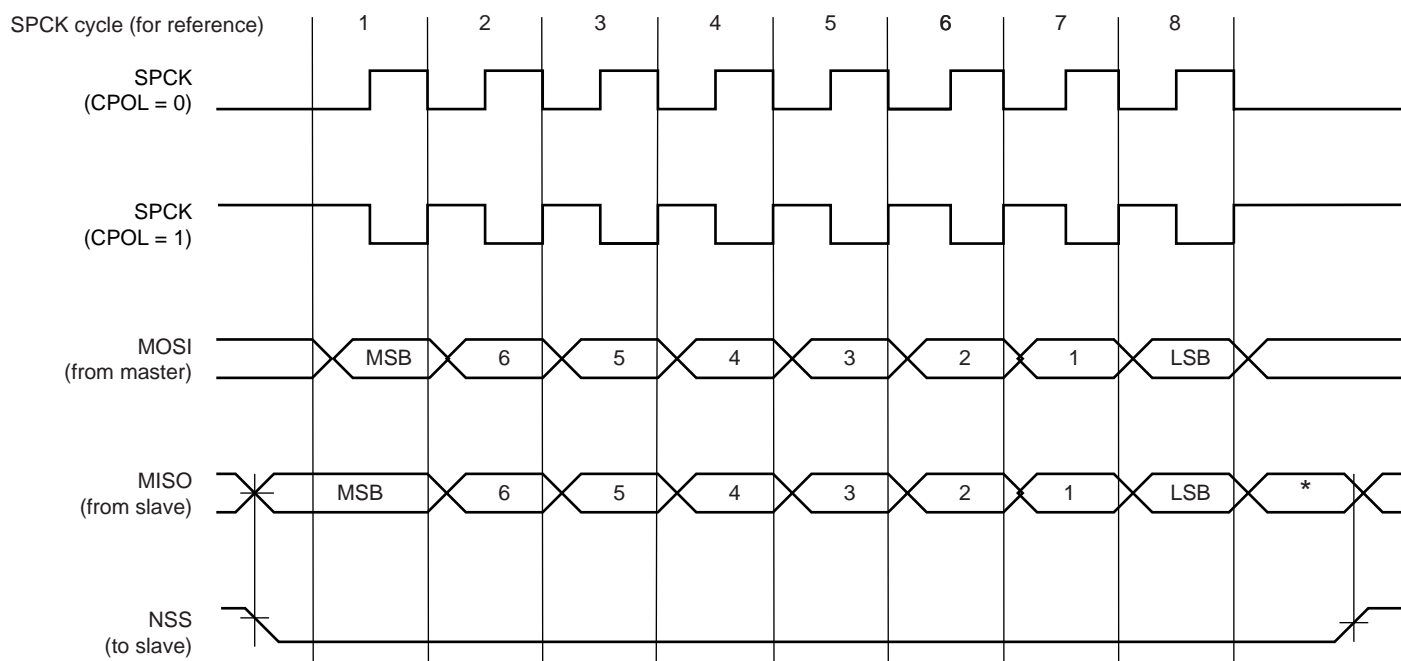 SPCK cycle (for reference) 1 2 3 4 5 6 7 8
SPCK
(CPOL = 0)
SPCK
(CPOL = 1)
MOSI
(from master)
MSB 6 5 4 3 2 1 LSB
MISO
(from slave)
MSB 6 5 4 3 2 1 LSB *
NSS
(to slave)